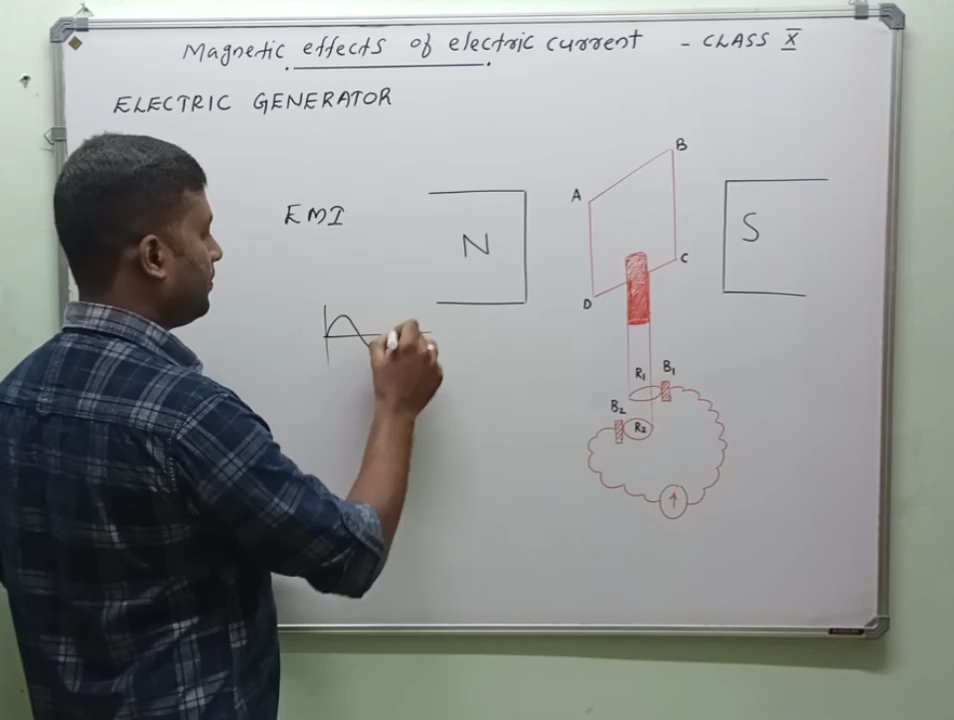 Magnetic effects of electric current - CLASS X
ELECTRIC GENERATOR
EMI
N
S
A
B
C
D
R₁
B₁
B₂
R₂